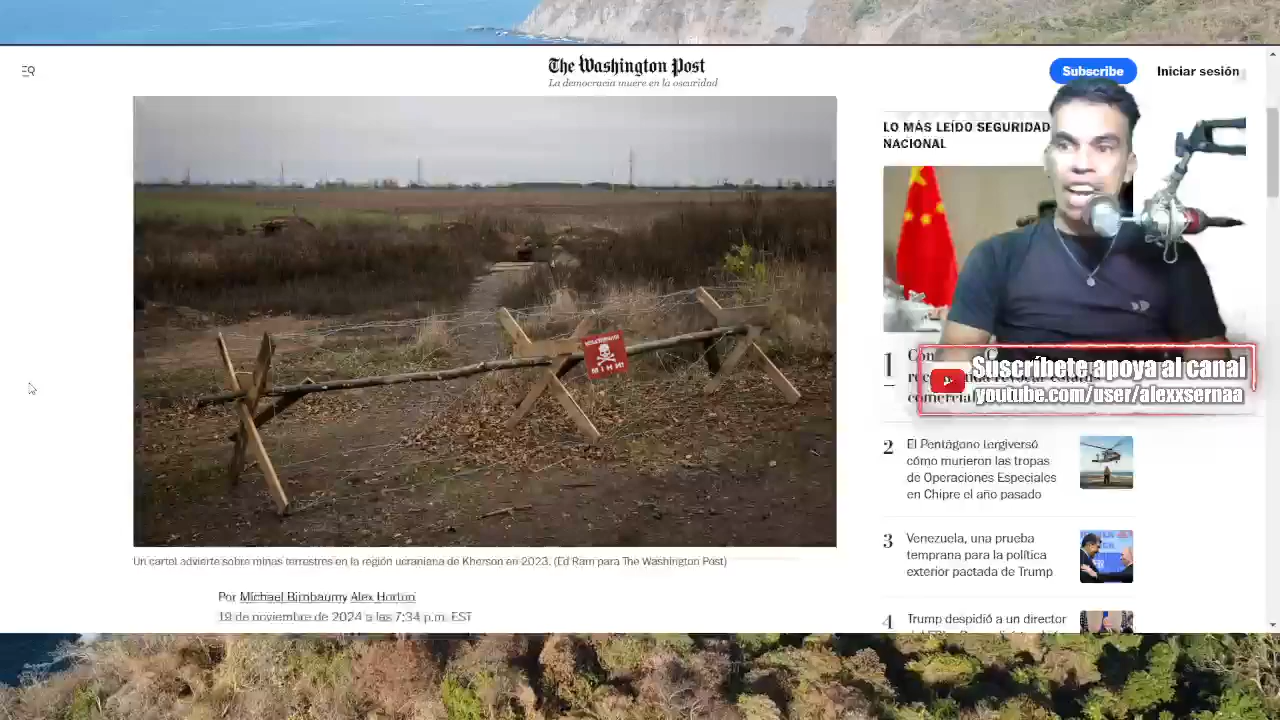 The Washington Post
La democracia muere en la oscuridad
Subscribe
Iniciar sesión
LO MÁS LEÍDO SEGURIDAD
NACIONAL
МІНИ
Suscríbete apoya al canal
youtube.com/user/alexxsernaa
1
2
El Pentágono tergiversó
cómo murieron las tropas
de Operaciones Especiales
en Chipre el año pasado
3
Venezuela, una prueba
temprana para la política
exterior pactada de Trump
4
Trump despidió a un director
Un cartel advierte sobre minas terrestres en la región ucraniana de Kherson en 2023. (Ed Ram para The Washington Post)
Por Michael Birnbaum y Alex Horton
19 de noviembre de 2024 a las 7:34 p.m. EST